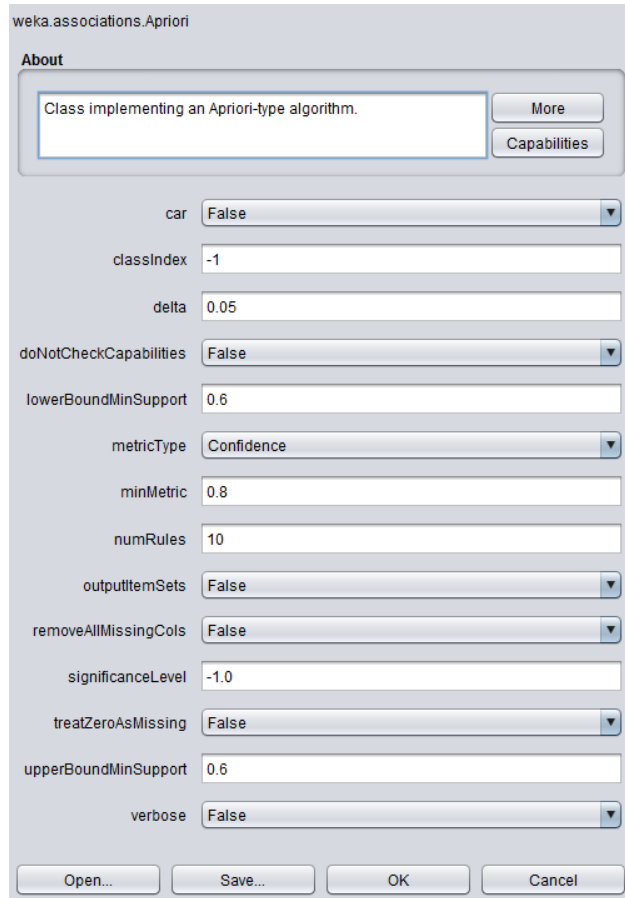 weka.associations.Apriori
About
Class implementing an Apriori-type algorithm.
More
Capabilities
car False
classIndex -1
delta 0.05
doNotCheckCapabilities False
lowerBoundMinSupport 0.6
metricType Confidence
minMetric 0.8
numRules 10
outputItemSets False
removeAllMissingCols False
significanceLevel -1.0
treatZeroAsMissing False
upperBoundMinSupport 0.6
verbose False
Open... Save... OK Cancel